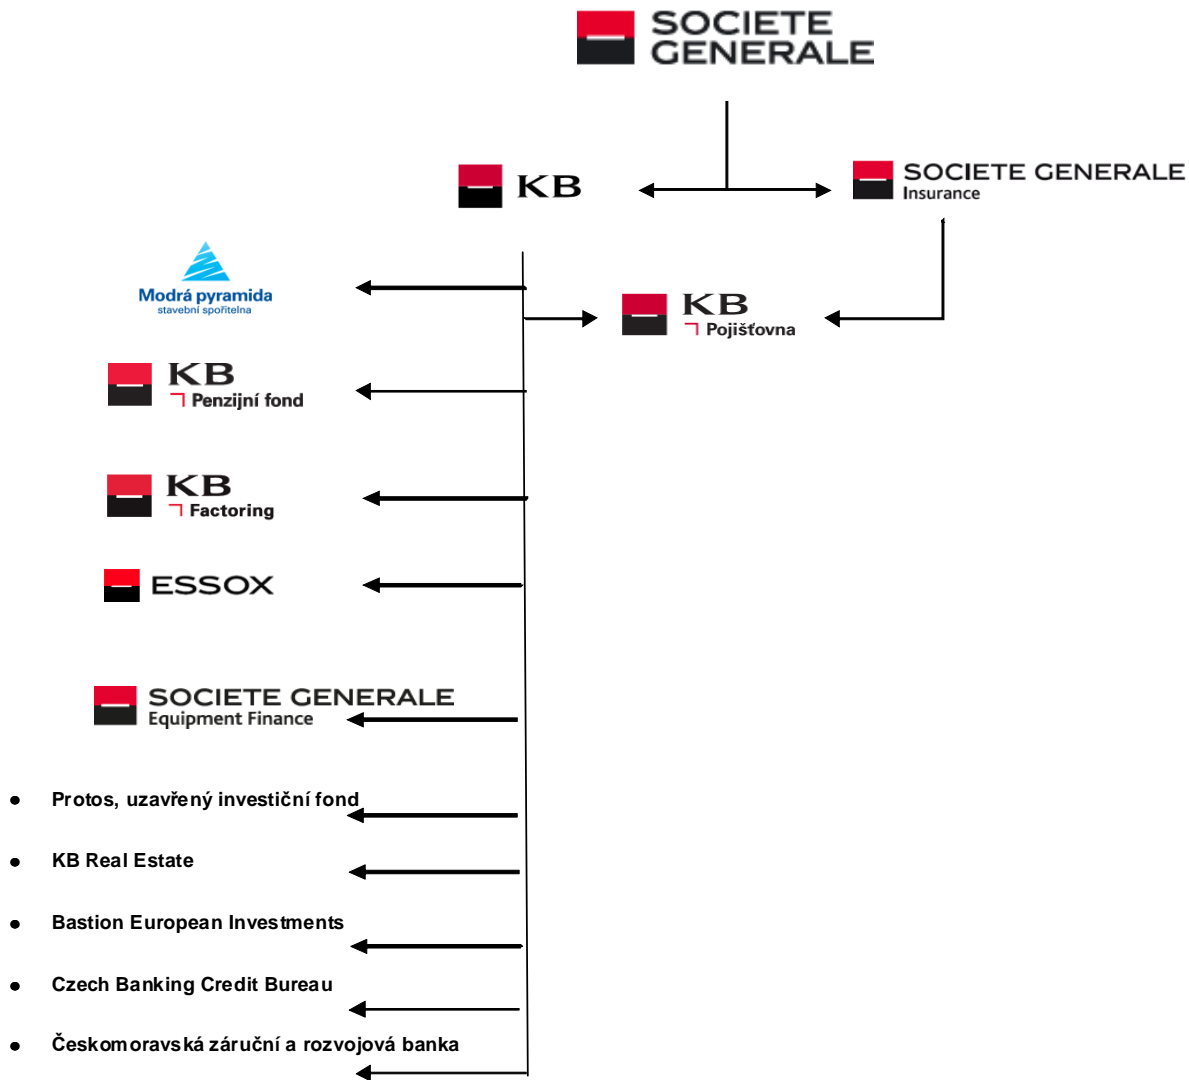 SOCIETE
GENERALE
KB
SOCIETE GENERALE
Insurance
Modrá pyramida
stavební spořitelna
KB
Pojišťovna
KB
Penzijní fond
KB
Factoring
ESSOX
SOCIETE GENERALE
Equipment Finance
• Protos, uzavřený investiční fond
• KB Real Estate
• Bastion European Investments
• Czech Banking Credit Bureau
• Českomoravská záruční a rozvojová banka